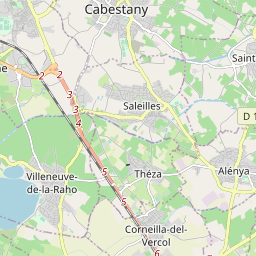 Cabestany
ne
Saint
2
2
3
3
4
Saleilles
D 1
Villeneuve-
de-la-Raho
5
Théza
Alénya
5
Corneilla-del-
Vercol
6